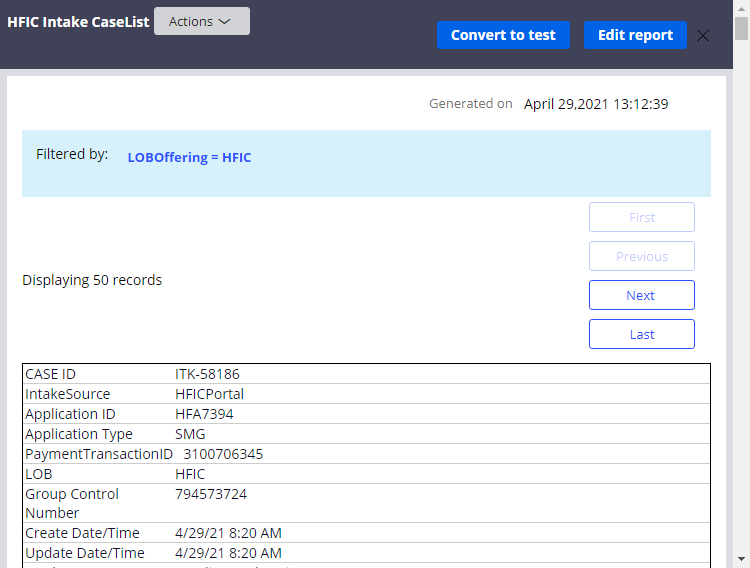 HFIC Intake CaseList Actions
Convert to test Edit report
Generated on April 29,2021 13:12:39
Filtered by: LOBOffering = HFIC
First
Previous
Displaying 50 records
Next
Last
CASE ID ITK-58186
IntakeSource HFICPortal
Application ID HFA7394
Application Type SMG
PaymentTransactionID 3100706345
LOB HFIC
Group Control 794573724
Number
Create Date/Time 4/29/21 8:20 AM
Update Date/Time 4/29/21 8:20 AM